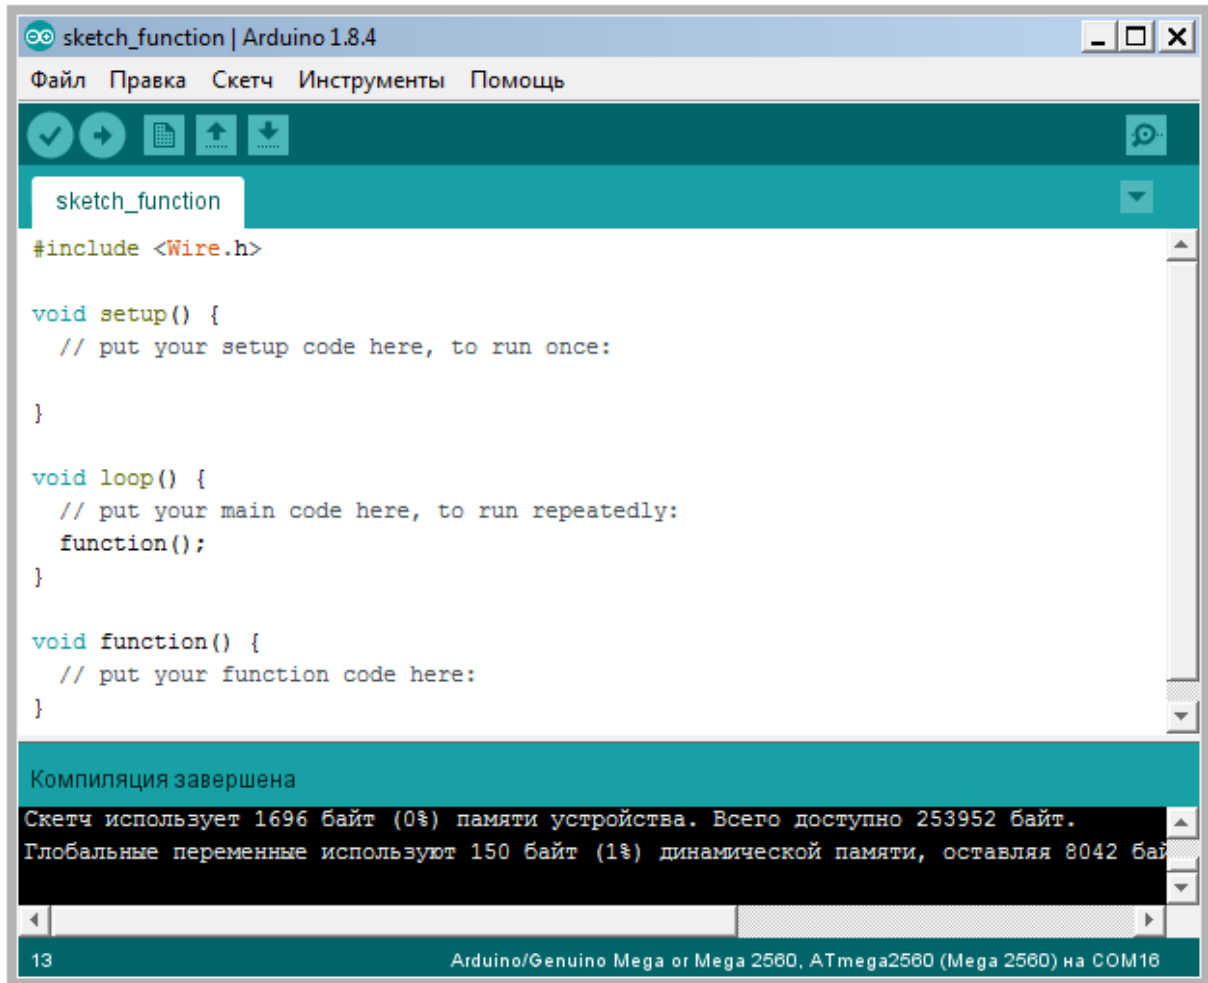 sketch_function | Arduino 1.8.4
Файл Правка Скетч Инструменты Помощь
sketch_function
#include <Wire.h>
void setup() {
  // put your setup code here, to run once:
}
void loop() {
  // put your main code here, to run repeatedly:
  function();
}
void function() {
  // put your function code here:
}
Компиляция завершена
Скетч использует 1696 байт (0%) памяти устройства. Всего доступно 253952 байт.
Глобальные переменные используют 150 байт (1%) динамической памяти, оставляя 8042 бай
13 Arduino/Genuino Mega or Mega 2560, ATmega2560 (Mega 2560) на COM16